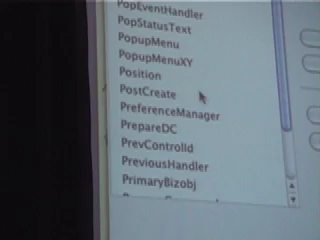 PopEventHandler
PopStatusText
PopupMenu
PopupMenuXY
Position
PostCreate
PreferenceManager
PrepareDC
PrevControlId
PreviousHandler
PrimaryBizobj